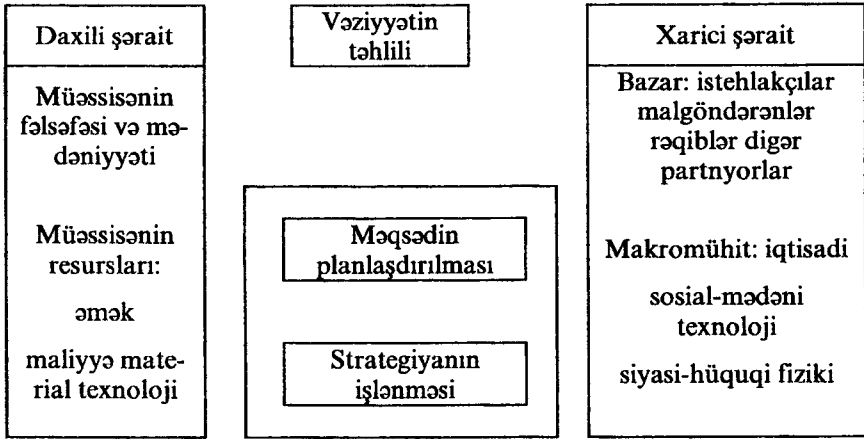 Daxili şərait
Müəssisənin
fəlsəfəsi və mə-
dəniyyəti
Müəssisənin
resursları:
əmək
maliyyə mate-
rial texnoloji
Vəziyyətin
təhlili
Məqsədin
planlaşdırılması
Strategiyanın
işlənməsi
Xarici şərait
Bazar: istehlakçılar
malgöndərənlər
rəqiblər digər
partnyorlar
Makromühit: iqtisadi
sosial-mədəni
texnoloji
siyasi-hüquqi fiziki